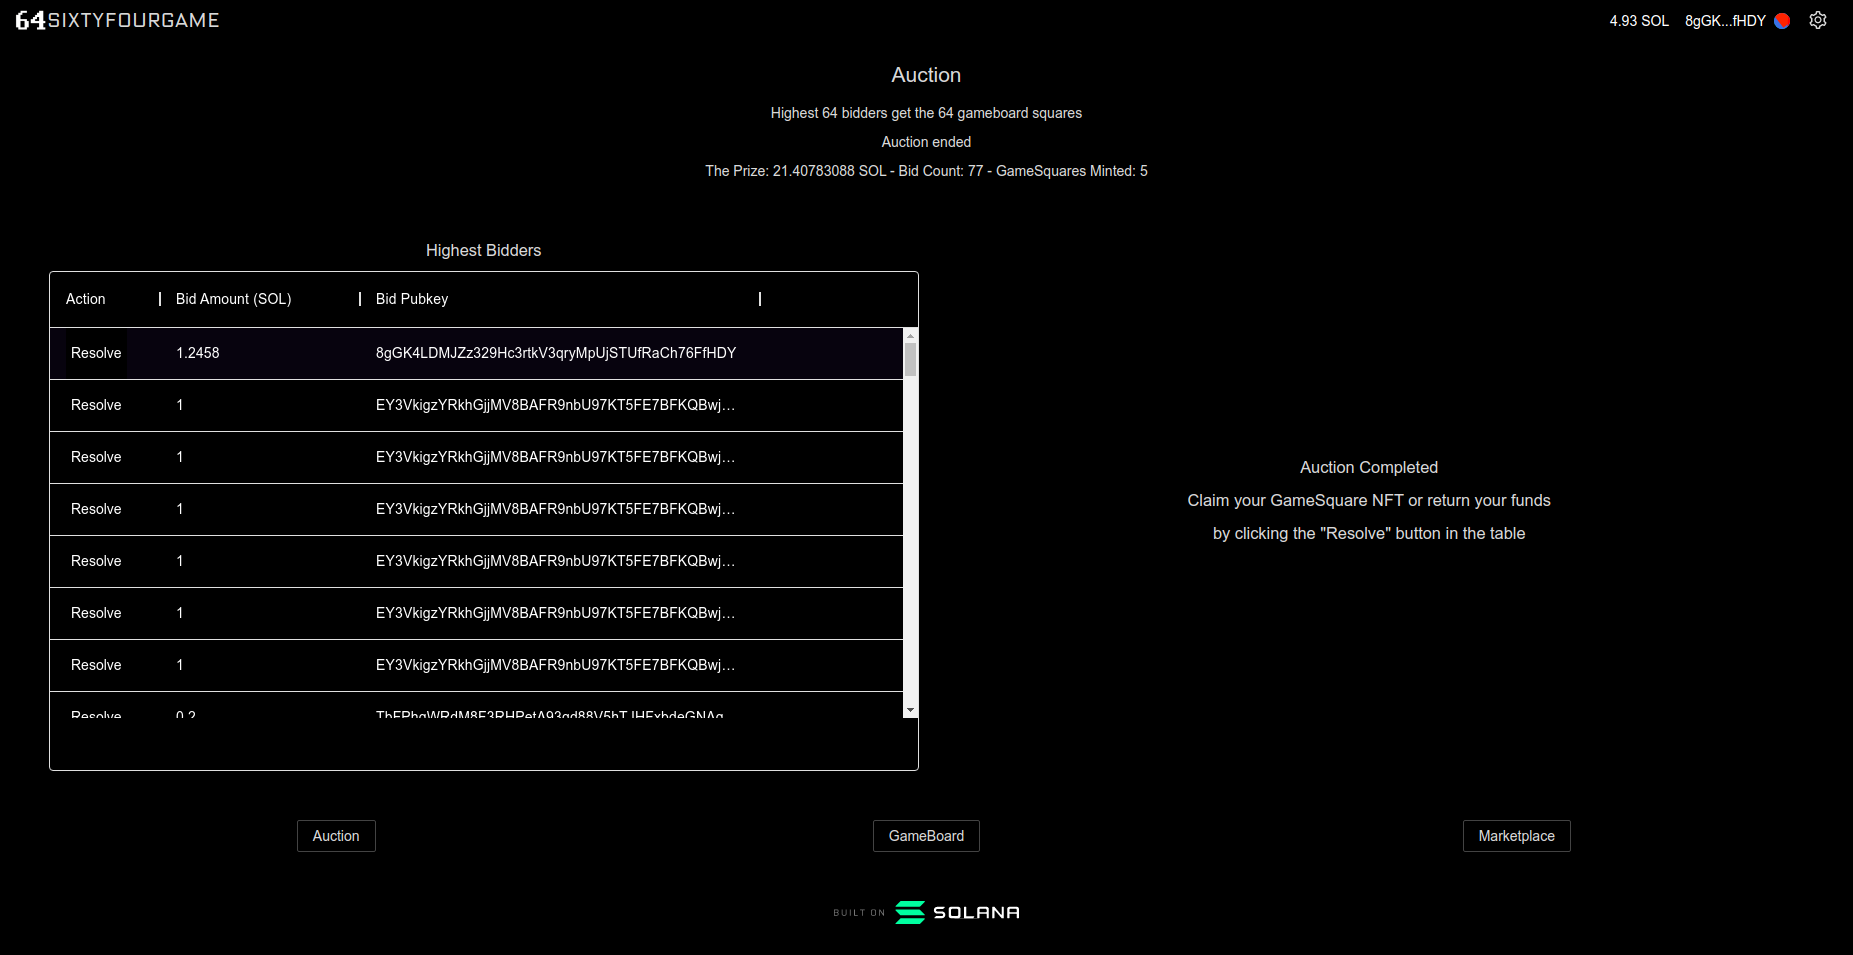 64SIXTYFOURGAME
4.93 SOL 8gGK...fHDY
Auction
Highest 64 bidders get the 64 gameboard squares
Auction ended
The Prize: 21.40783088 SOL - Bid Count: 77 - GameSquares Minted: 5
Highest Bidders
Action Bid Amount (SOL) Bid Pubkey
Resolve 1.2458 8gGK4LDMJZz329Hc3rtkV3qryMpUjSTUfRaCh76FfHDY
Resolve 1 EY3VkigzYRkhGjjMV8BAFR9nbU97KT5FE7BFKQBwj...
Resolve 1 EY3VkigzYRkhGjjMV8BAFR9nbU97KT5FE7BFKQBwj...
Resolve 1 EY3VkigzYRkhGjjMV8BAFR9nbU97KT5FE7BFKQBwj...
Resolve 1 EY3VkigzYRkhGjjMV8BAFR9nbU97KT5FE7BFKQBwj...
Resolve 1 EY3VkigzYRkhGjjMV8BAFR9nbU97KT5FE7BFKQBwj...
Resolve 1 EY3VkigzYRkhGjjMV8BAFR9nbU97KT5FE7BFKQBwj...
Resolve 0.2
Auction Completed
Claim your GameSquare NFT or return your funds
by clicking the "Resolve" button in the table
Auction
GameBoard
Marketplace
BUILT ON SOLANA